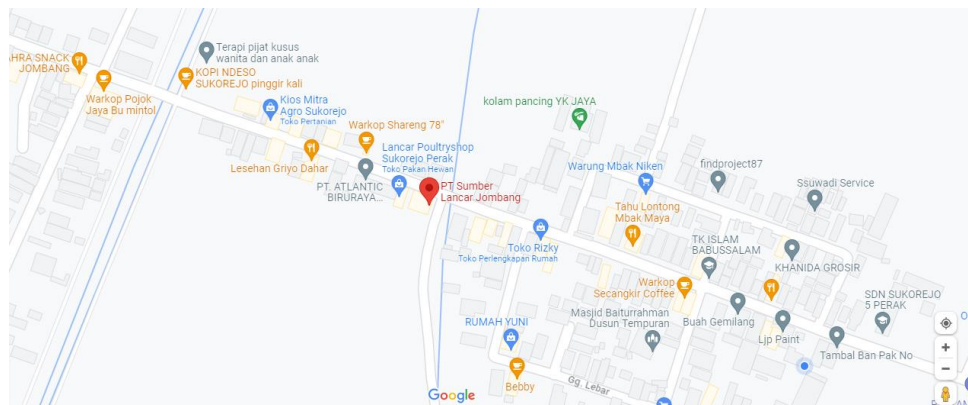 AHRA SNACK
JOMBANG
Warkop Pojok
Jaya Bu mintol
Terapi pijat kusus
wanita dan anak anak
KOPI NDESO
SUKOREJO pinggir kali
Kios Mitra
Agro Sukorejo
Toko Pertanian
Warkop Shareng 78"
Lesehan Griyo Dahar
Lancar Poultryshop
Sukorejo Perak
Toko Pakan Hewan
PT. ATLANTIC
BIRURAYA...
PT Sumber
Lancar Jombang
kolam pancing YK JAYA
Warung Mbak Niken
findproject87
Ssuwadi Service
Tahu Lontong
Mbak Maya
Toko Rizky
Toko Perlengkapan Rumah
TK ISLAM
BABUSSALAM
KHANIDA GROSIR
Warkop
Secangkir Coffee
SDN SUKOREJO
5 PERAK
Masjid Baiturrahman
Dusun Tempuran
Buah Gemilang
RUMAH YUNI
Ljp Paint
Tambal Ban Pak No
Bebby
Gg. Lebar
Google